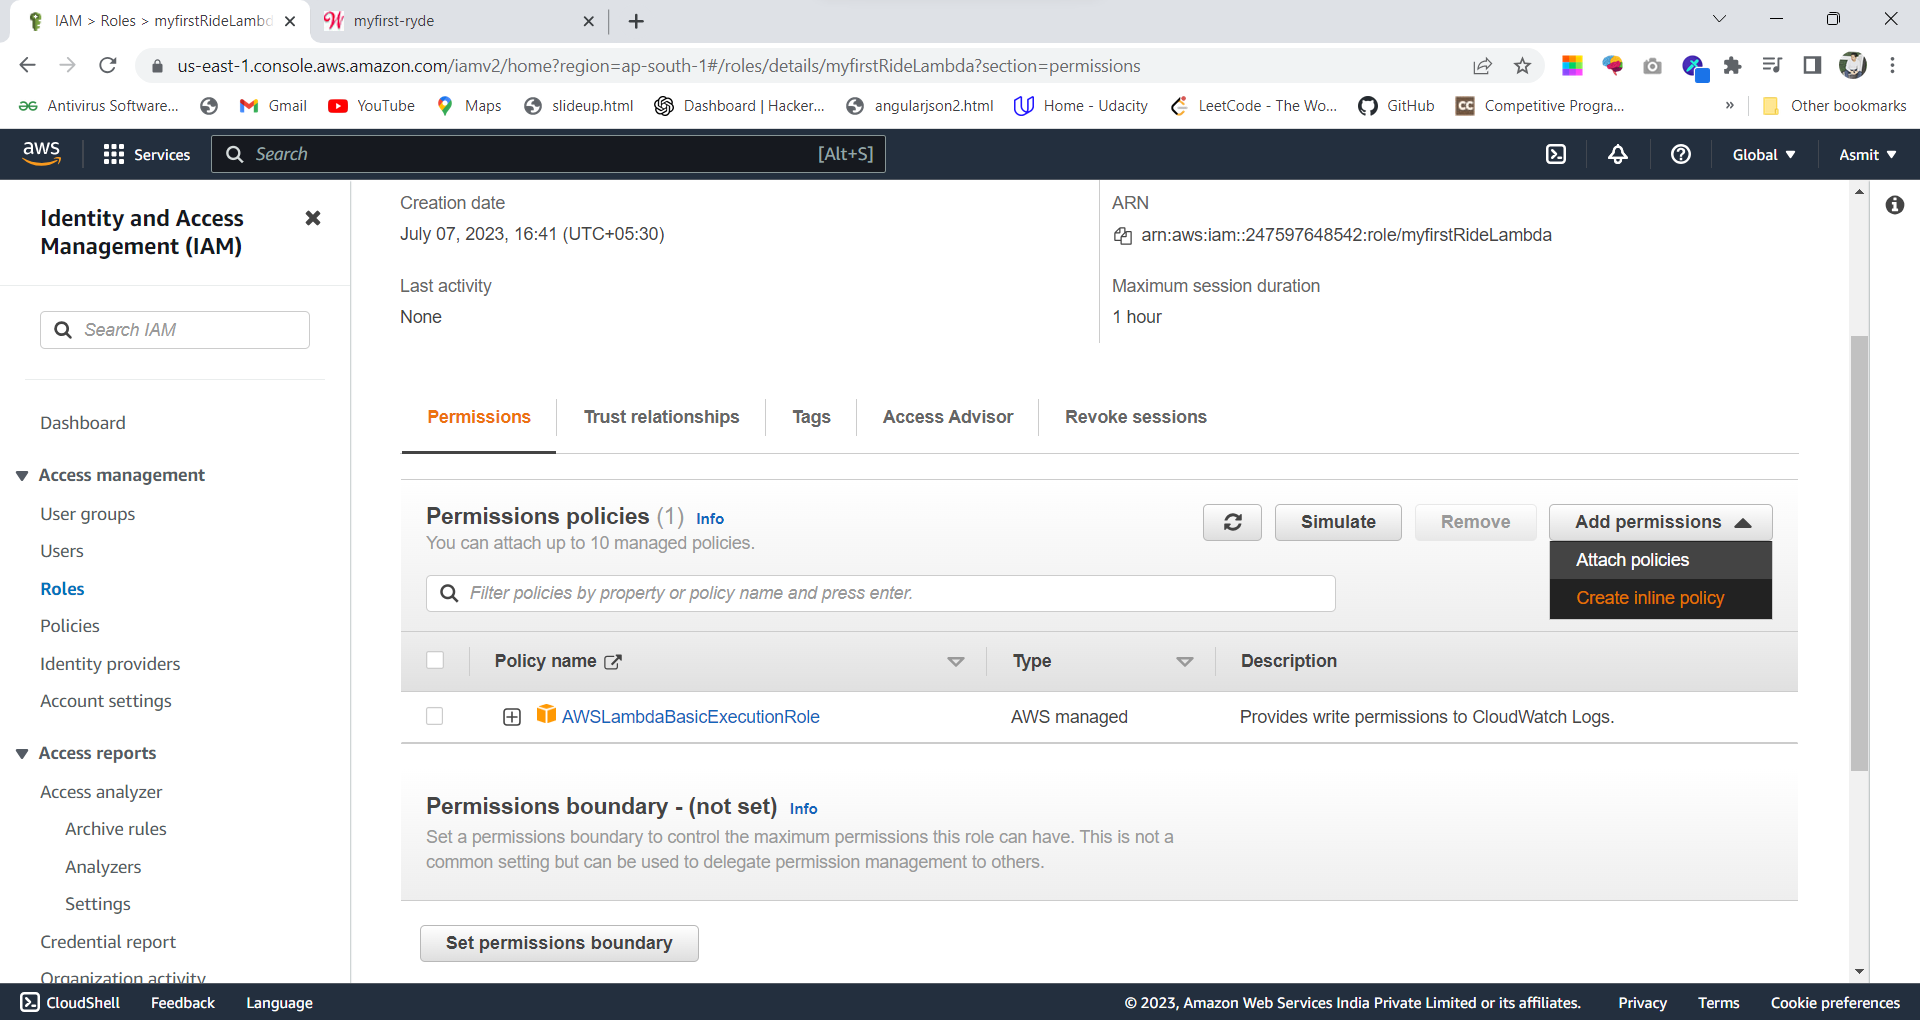 IAM > Roles > myfirstRideLambd
myfirst-ryde
us-east-1.console.aws.amazon.com/iamv2/home?region=ap-south-1#/roles/details/myfirstRideLambda?section=permissions
Antivirus Software...
Gmail
YouTube
Maps
slideup.html
Dashboard | Hacker...
angularjson2.html
Home - Udacity
LeetCode - The Wo...
GitHub
CC
Competitive Progra...
»
Other bookmarks
aws
Services
Search
[Alt+S]
Global
Asmit
Identity and Access
Management (IAM)
Search IAM
Dashboard
Access management
User groups
Users
Roles
Policies
Identity providers
Account settings
Access reports
Access analyzer
Archive rules
Analyzers
Settings
Credential report
Organization activity
Creation date
July 07, 2023, 16:41 (UTC+05:30)
Last activity
None
ARN
arn:aws:iam::247597648542:role/myfirstRideLambda
Maximum session duration
1 hour
Permissions
Trust relationships
Tags
Access Advisor
Revoke sessions
Permissions policies (1) Info
You can attach up to 10 managed policies.
Simulate
Remove
Add permissions
Attach policies
Create inline policy
Filter policies by property or policy name and press enter.
Policy name
Type
Description
AWSLambdaBasicExecutionRole
AWS managed
Provides write permissions to CloudWatch Logs.
Permissions boundary - (not set) Info
Set a permissions boundary to control the maximum permissions this role can have. This is not a
common setting but can be used to delegate permission management to others.
Set permissions boundary
CloudShell
Feedback
Language
© 2023, Amazon Web Services India Private Limited or its affiliates.
Privacy
Terms
Cookie preferences